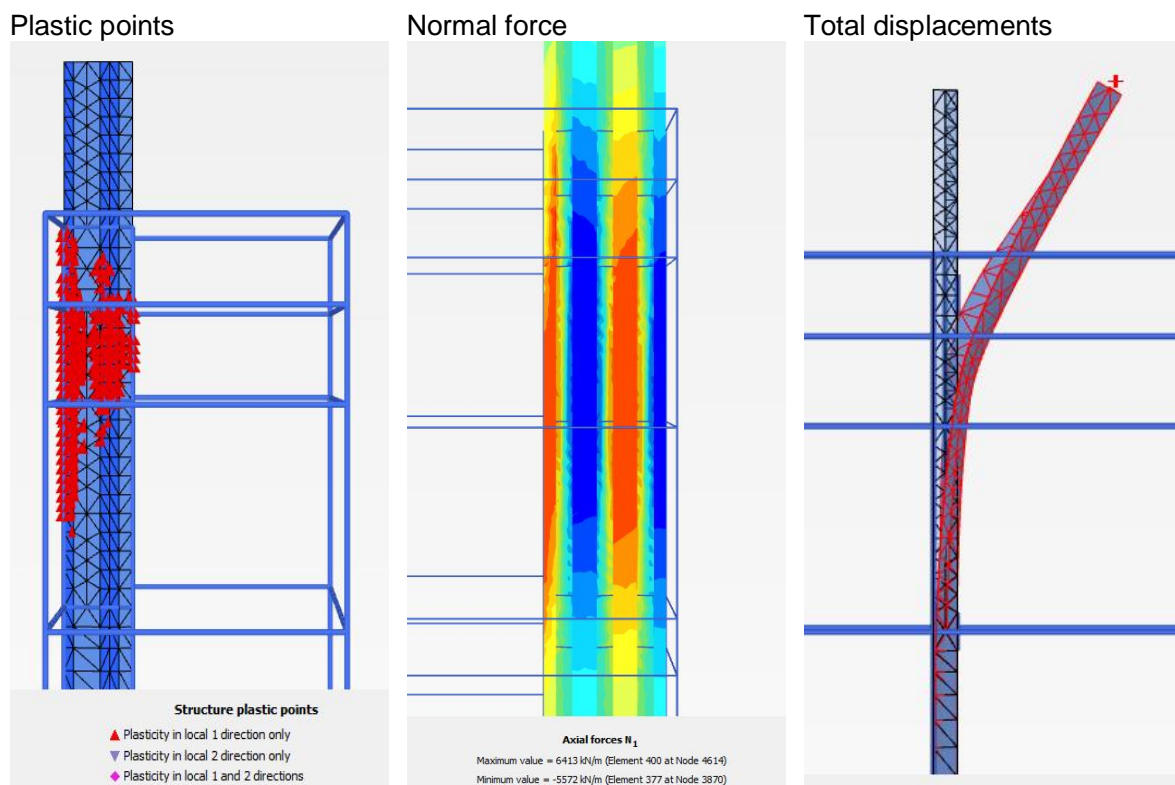 Plastic points
Normal force
Total displacements
Structure plastic points
Plasticity in local 1 direction only
Plasticity in local 2 direction only
Plasticity in local 1 and 2 directions
Axial forces N₁
Maximum value = 6413 kN/m (Element 400 at Node 4614)
Minimum value = -5572 kN/m (Element 377 at Node 3870)